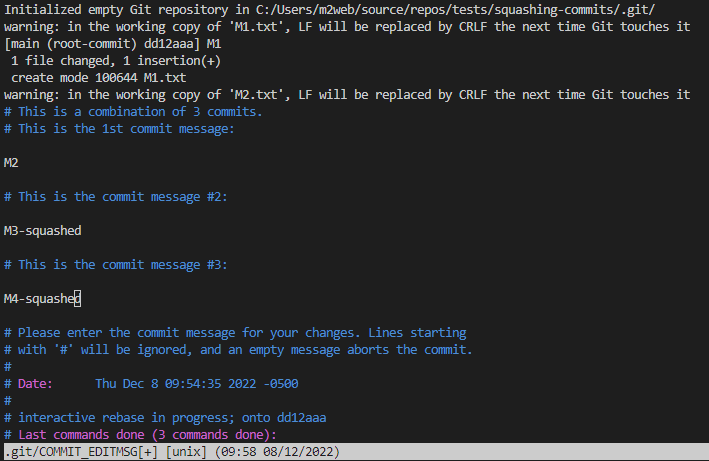 Initialized empty Git repository in C:/Users/m2web/source/repos/tests/squashing-commits/.git/
warning: in the working copy of 'M1.txt', LF will be replaced by CRLF the next time Git touches it
[main (root-commit) dd12aaa] M1
 1 file changed, 1 insertion(+)
 create mode 100644 M1.txt
warning: in the working copy of 'M2.txt', LF will be replaced by CRLF the next time Git touches it
# This is a combination of 3 commits.
# This is the 1st commit message:
M2
# This is the commit message #2:
M3-squashed
# This is the commit message #3:
M4-squashed
# Please enter the commit message for your changes. Lines starting
# with '#' will be ignored, and an empty message aborts the commit.
#
# Date:      Thu Dec 8 09:54:35 2022 -0500
#
# interactive rebase in progress; onto dd12aaa
# Last commands done (3 commands done):
.git/COMMIT_EDITMSG[+] [unix] (09:58 08/12/2022)